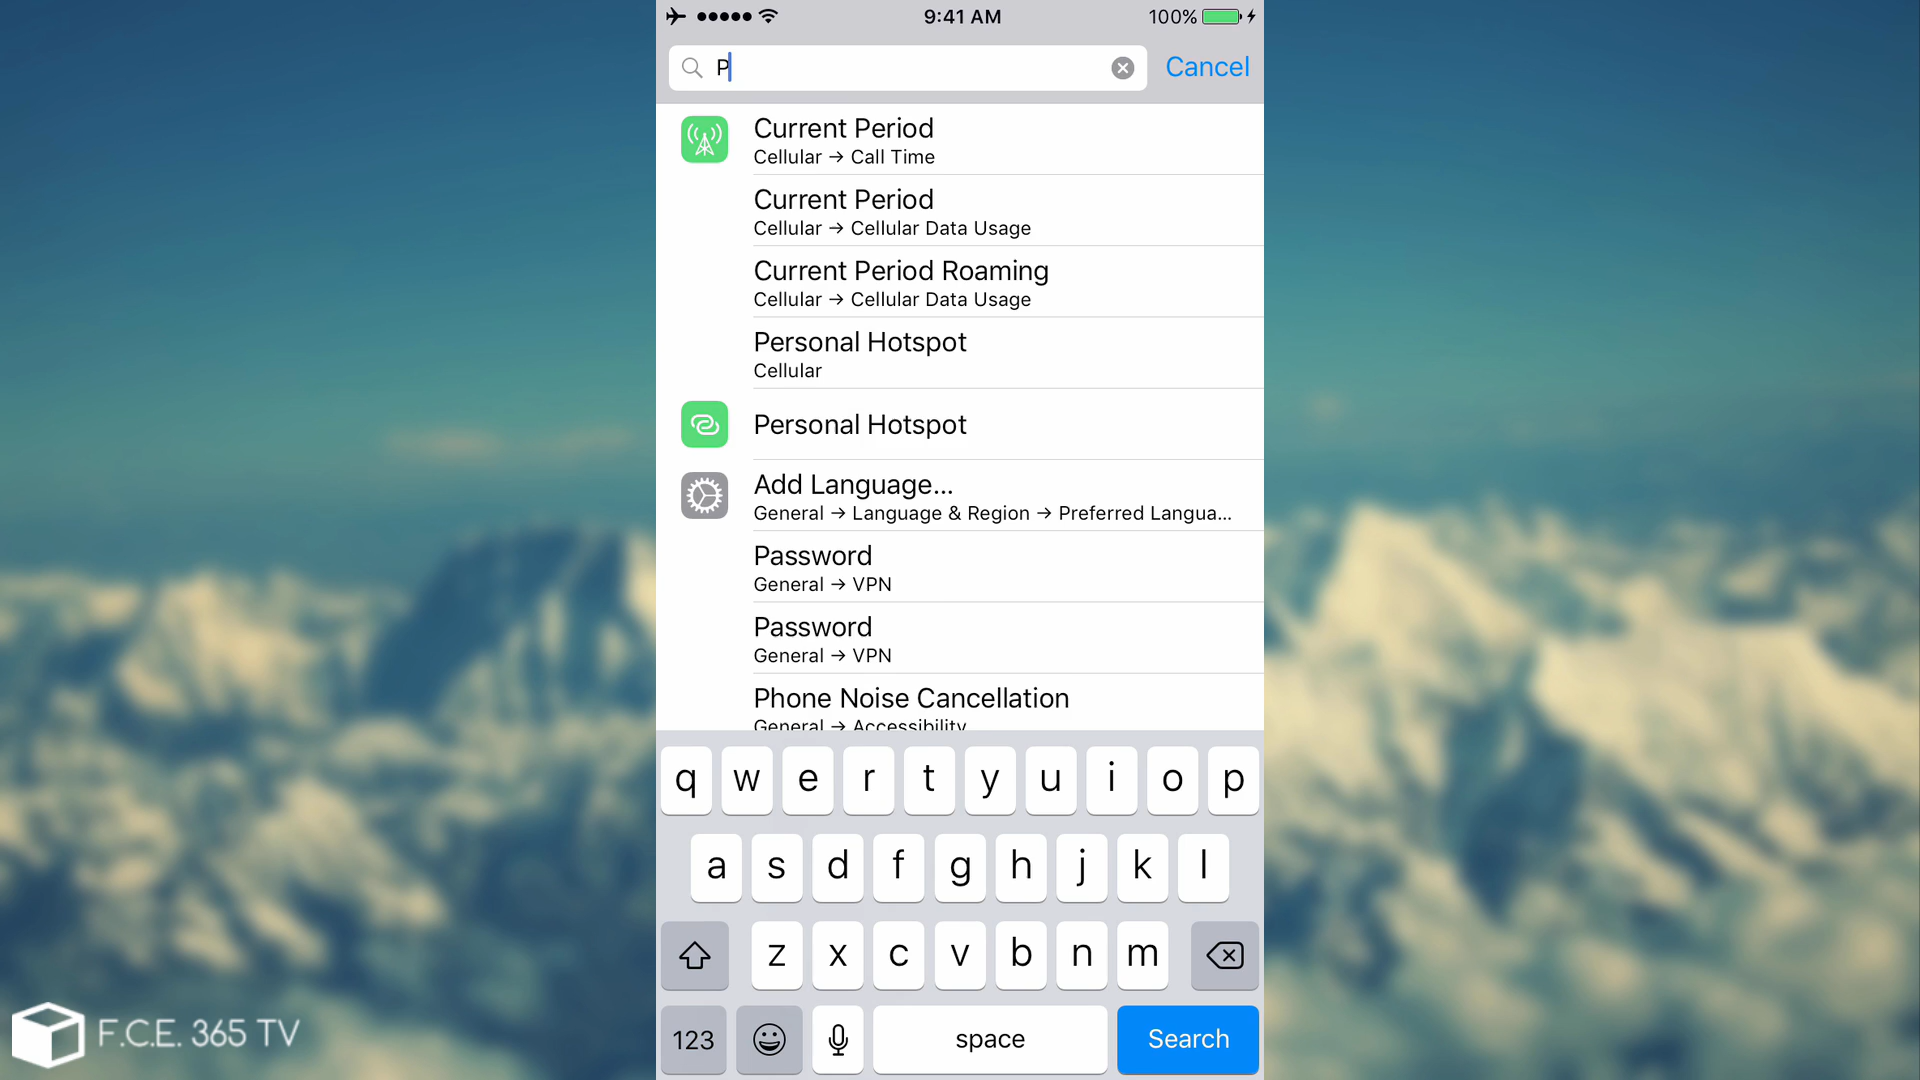 9:41 AM
100%
P
Cancel
Current Period
Cellular → Call Time
Current Period
Cellular → Cellular Data Usage
Current Period Roaming
Cellular → Cellular Data Usage
Personal Hotspot
Cellular
Personal Hotspot
Add Language...
General → Language & Region → Preferred Langua...
Password
General → VPN
Password
General → VPN
Phone Noise Cancellation
General → Accessibility
q w e r t y u i o p
a s d f g h j k l
z x c v b n m
123 space Search
F.C.E. 365 TV